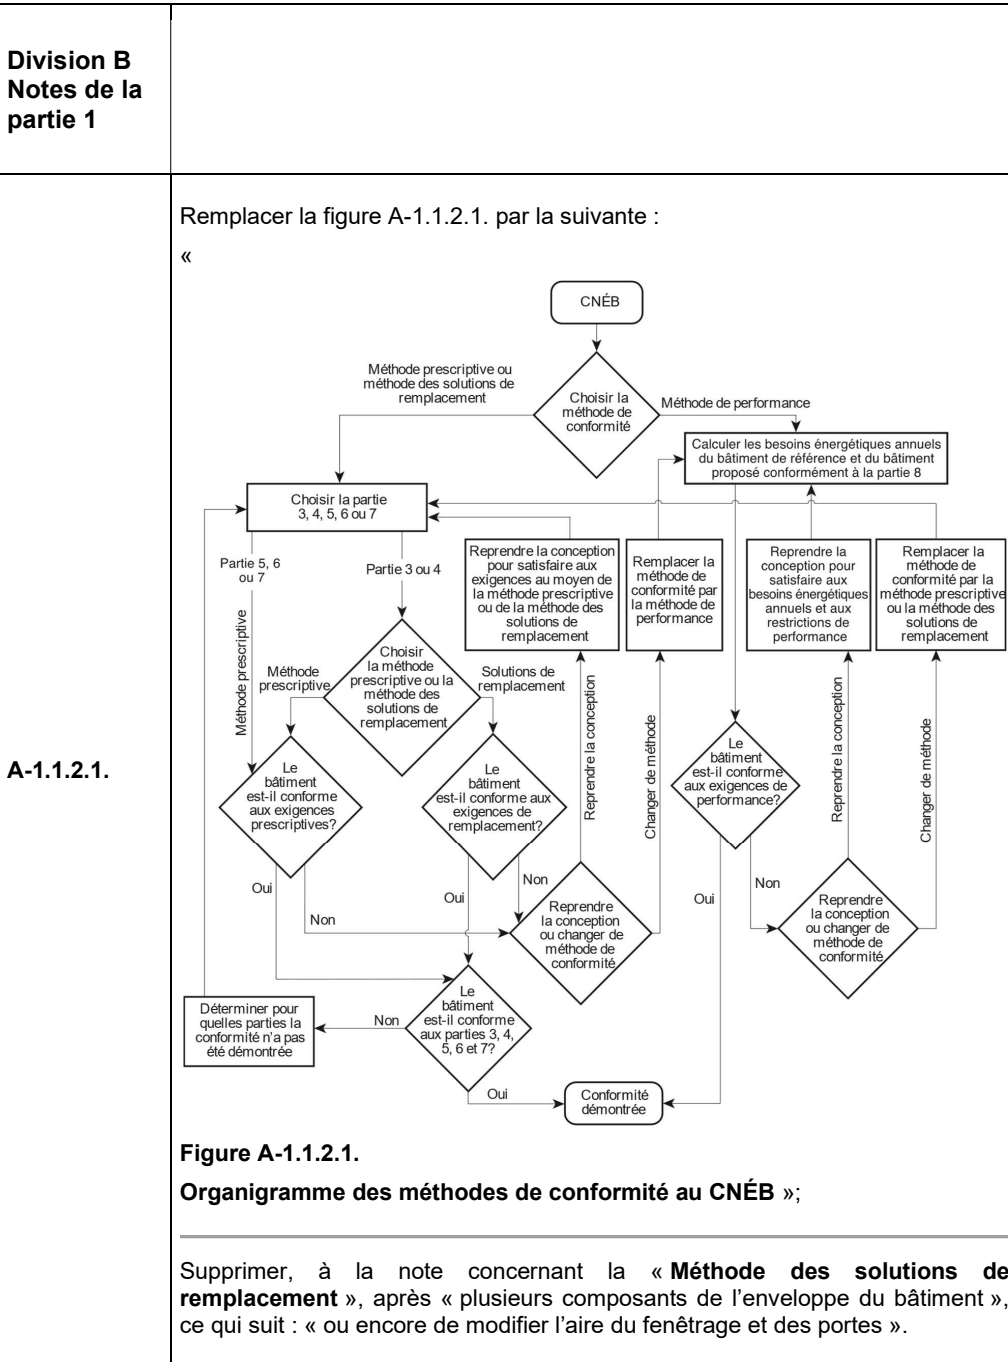 Division B
Notes de la
partie 1
A-1.1.2.1.
Remplacer la figure A-1.1.2.1. par la suivante :
«
CNÉB
Choisir la
méthode de
conformité
Méthode prescriptive ou
méthode des solutions de
remplacement
Méthode de performance
Calculer les besoins énergétiques annuels
du bâtiment de référence et du bâtiment
proposé conformément à la partie 8
Choisir la partie
3, 4, 5, 6 ou 7
Partie 5, 6
ou 7
Partie 3 ou 4
Méthode prescriptive
Reprendre la conception
pour satisfaire aux
exigences au moyen de
la méthode prescriptive
ou de la méthode des
solutions de
remplacement
Remplacer la
méthode de
conformité par
la méthode de
performance
Reprendre la
conception pour
satisfaire aux
besoins énergétiques
annuels et aux
restrictions de
performance
Remplacer la
méthode de
conformité par la
méthode prescriptive
ou la méthode des
solutions de
remplacement
Choisir
la méthode
prescriptive ou la
méthode des
solutions de
remplacement
Méthode
prescriptive
Solutions de
remplacement
Reprendre la conception
Changer de méthode
Reprendre la conception
Changer de méthode
Le
bâtiment
est-il conforme
aux exigences
prescriptives?
Le
bâtiment
est-il conforme aux
exigences de
remplacement?
Le
bâtiment
est-il conforme
aux exigences de
performance?
Oui
Non
Oui
Non
Oui
Non
Reprendre
la conception
ou changer de
méthode de
conformité
Reprendre
la conception
ou changer de
méthode de
conformité
Le
bâtiment
est-il conforme
aux parties 3, 4,
5, 6 et 7?
Non
Déterminer pour
quelles parties la
conformité n'a pas
été démontrée
Oui
Conformité
démontrée
Figure A-1.1.2.1.
Organigramme des méthodes de conformité au CNÉB »;
Supprimer, à la note concernant la « Méthode des solutions de
remplacement », après « plusieurs composants de l'enveloppe du bâtiment »,
ce qui suit : « ou encore de modifier l'aire du fenêtrage et des portes ».